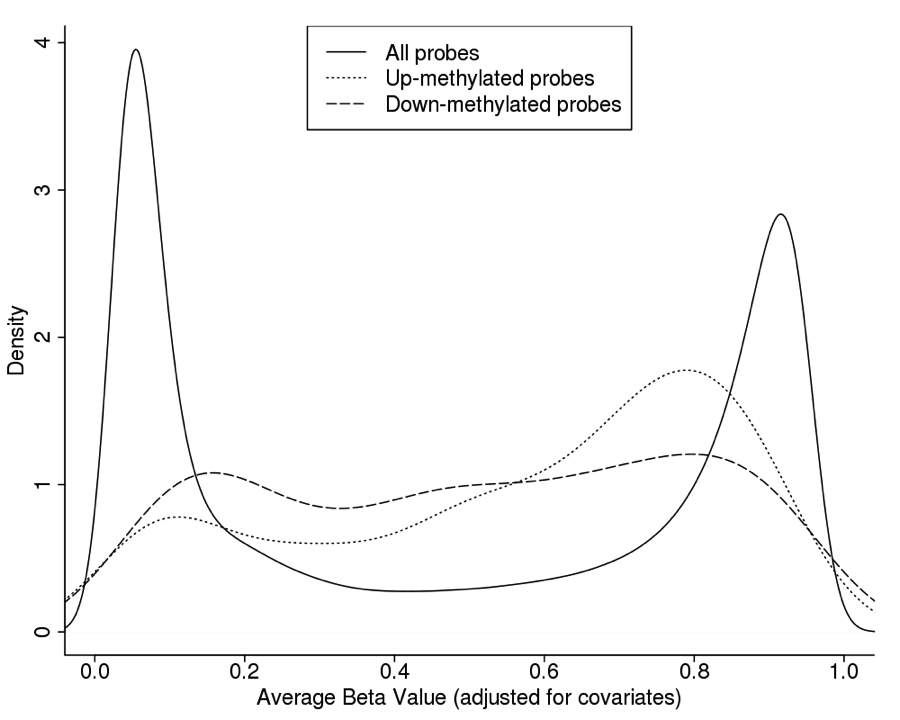 All probes
Up-methylated probes
Down-methylated probes
4
3
2
1
0
Density
0.0 0.2 0.4 0.6 0.8 1.0
Average Beta Value (adjusted for covariates)